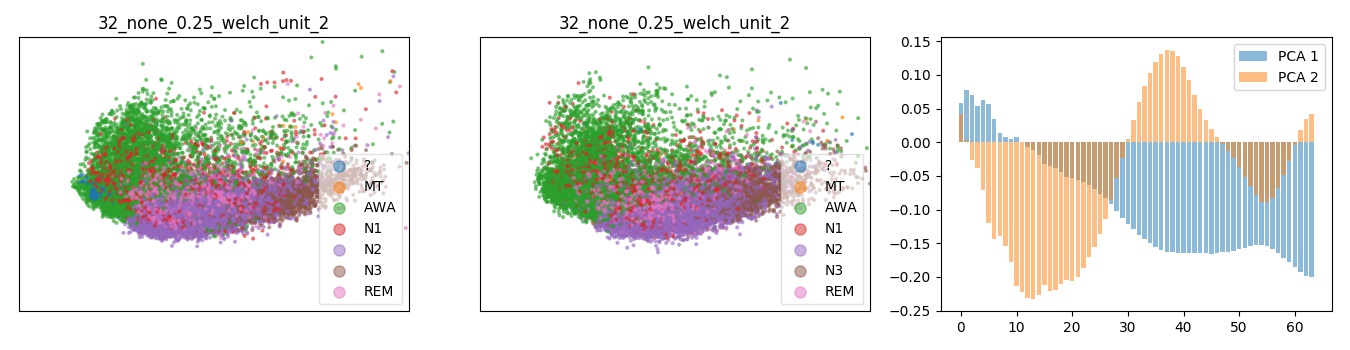 32_none_0.25_welch_unit_2
?
MT
AWA
N1
N2
N3
REM
32_none_0.25_welch_unit_2
?
MT
AWA
N1
N2
N3
REM
PCA 1
PCA 2
0.15
0.10
0.05
0.00
−0.05
−0.10
−0.15
−0.20
−0.25
0 10 20 30 40 50 60